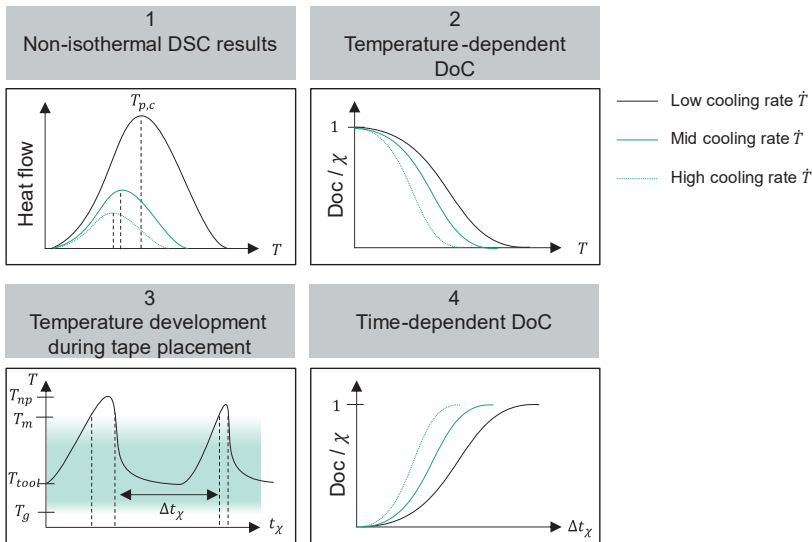 1
Non-isothermal DSC results
2
Temperature-dependent
DoC
Low cooling rate Ṫ
Mid cooling rate Ṫ
High cooling rate Ṫ
T_{p,c}
Heat flow
T
1
Doc / χ
T
3
Temperature development
during tape placement
4
Time-dependent DoC
T
T_{np}
T_m
T_{tool}
T_g
Δt_χ
t_χ
1
Doc / χ
Δt_χ